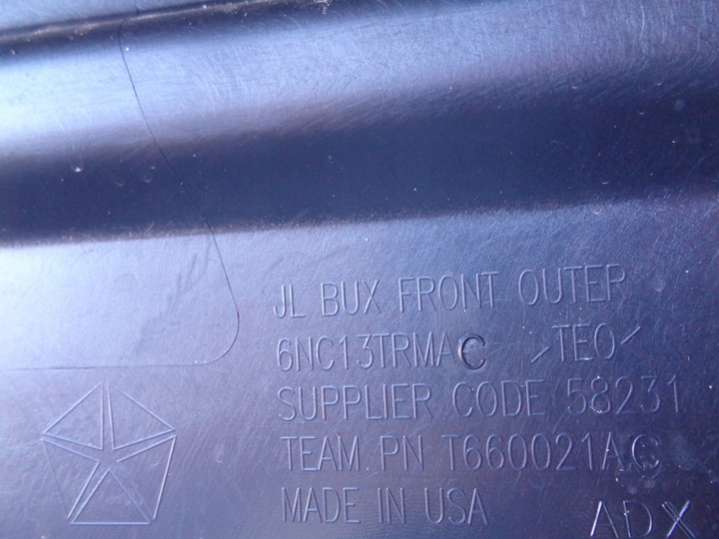 JL BUX FRONT OUTER
6NC13TRMAC >TEO<
SUPPLIER CODE 58231
TEAM PN T660021AC
MADE IN USA
ADX